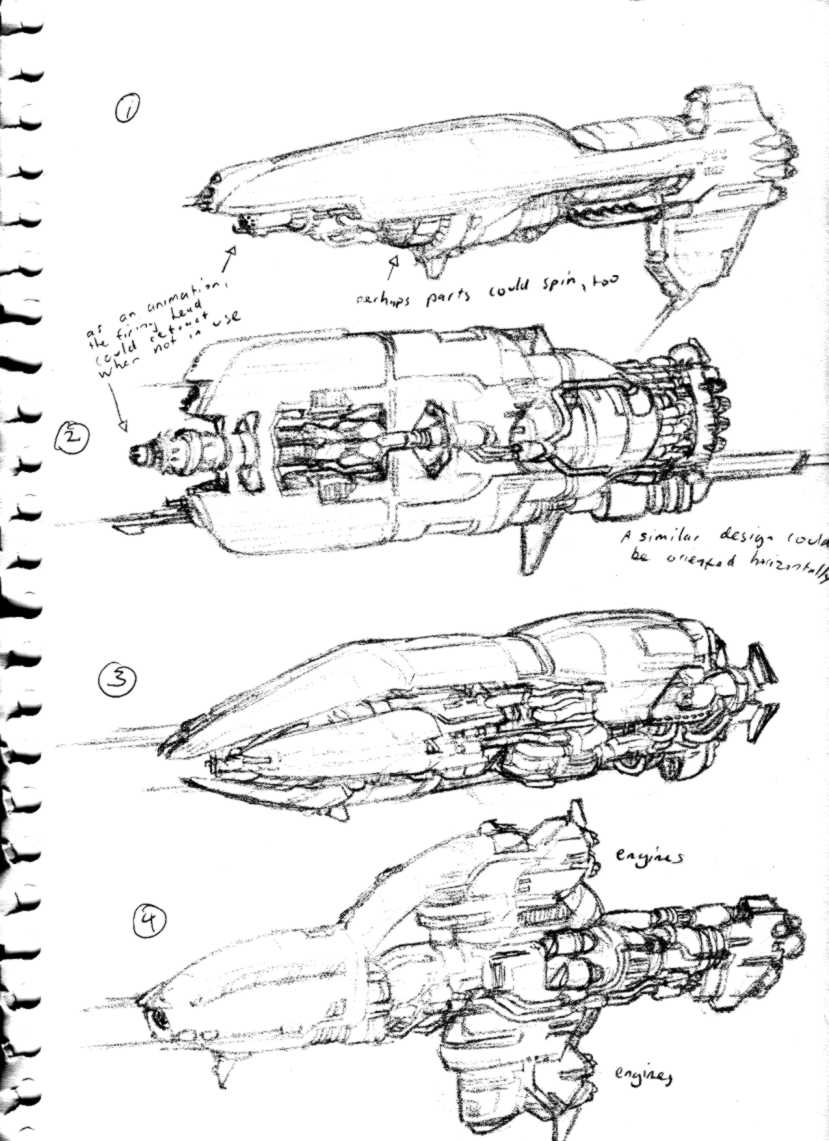 1
perhaps parts could spin, too
as an animation,
the firing head
could retract
when not in use
2
A similar design could
be oriented horizontally
3
engines
4
engines